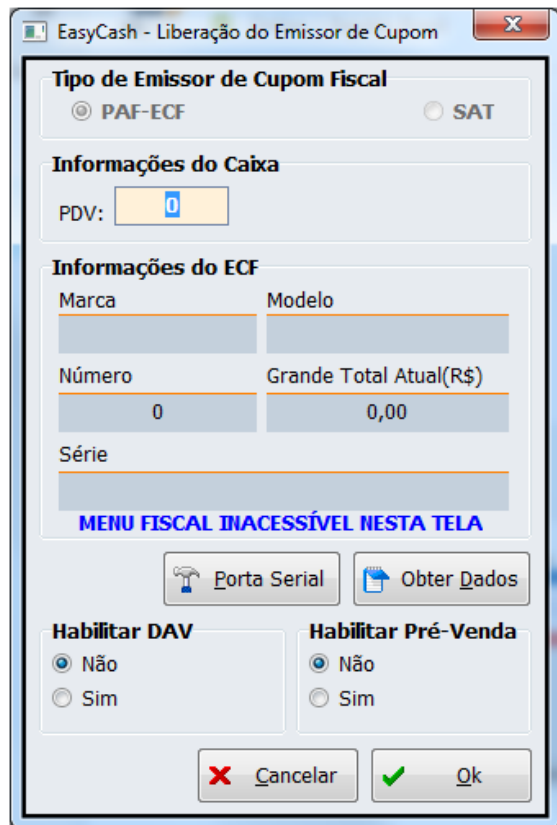 EasyCash - Liberação do Emissor de Cupom
Tipo de Emissor de Cupom Fiscal
PAF-ECF SAT
Informações do Caixa
PDV: 0
Informações do ECF
Marca Modelo
Número Grande Total Atual(R$)
0 0,00
Série
MENU FISCAL INACESSÍVEL NESTA TELA
Porta Serial Obter Dados
Habilitar DAV Habilitar Pré-Venda
Não Não
Sim Sim
Cancelar Ok